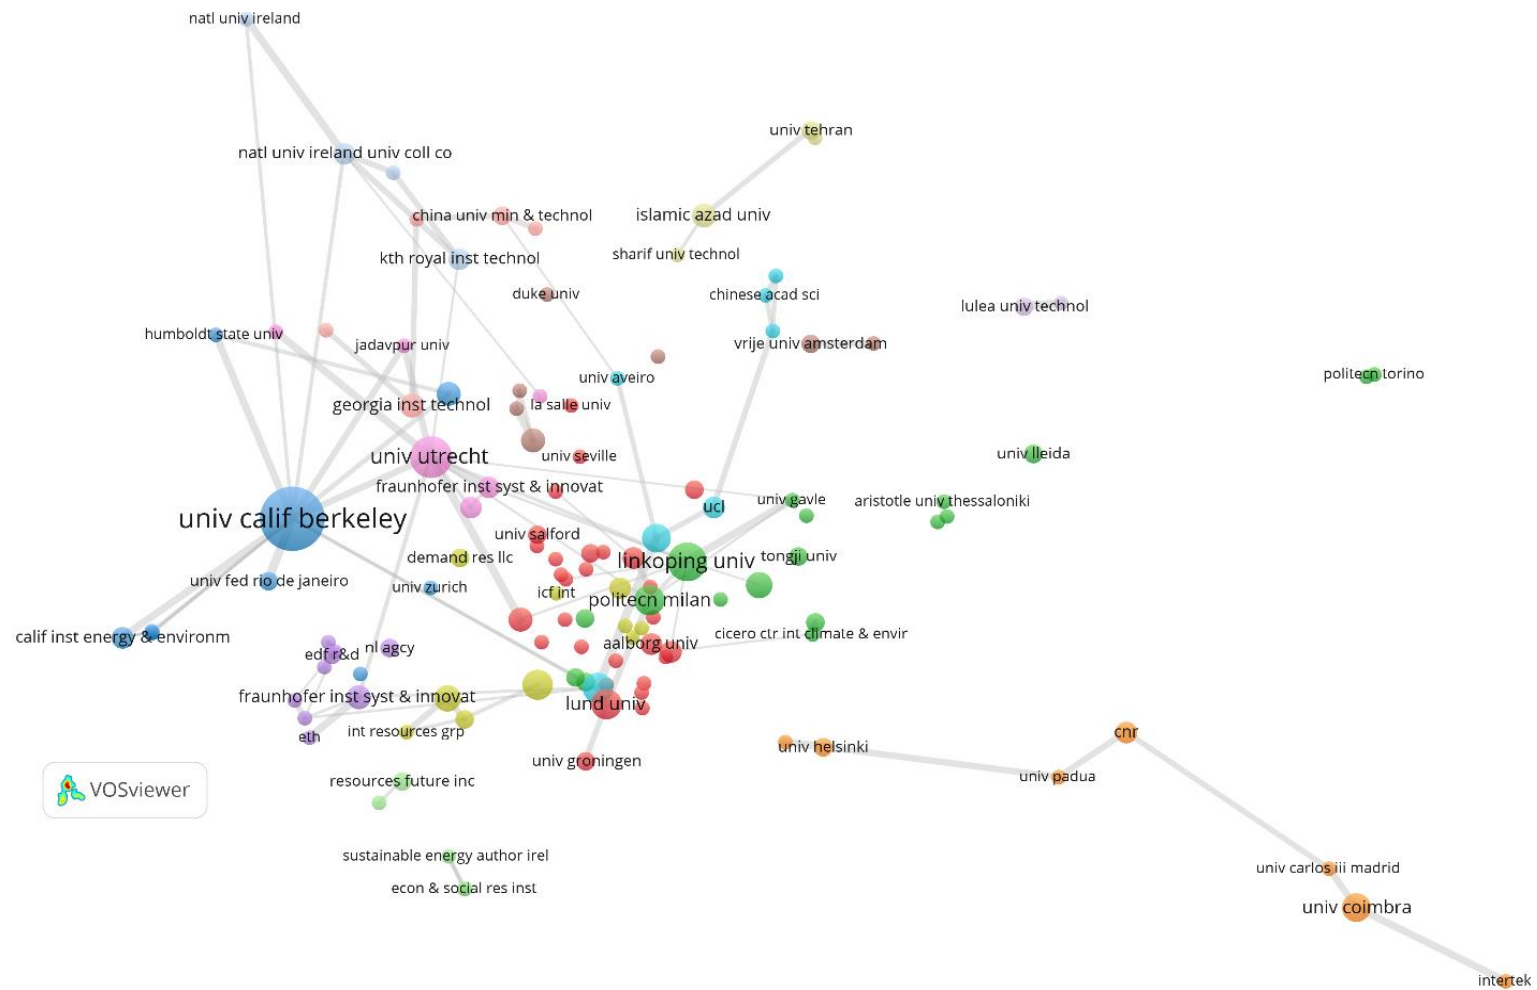 natl univ ireland
univ tehran
natl univ ireland univ coll co
china univ min & technol
islamic azad univ
sharif univ technol
kth royal inst technol
duke univ
chinese acad sci
lulea univ technol
humboldt state univ
jadavpur univ
vrije univ amsterdam
univ aveiro
politecn torino
georgia inst technol
la salle univ
univ utrecht
univ seville
univ lleida
fraunhofer inst syst & innovat
univ gavle
aristotle univ thessaloniki
ucl
univ calif berkeley
univ salford
demand res llc
linkoping univ
tongji univ
univ fed rio de janeiro
univ zurich
icf int
politecn milan
calif inst energy & environm
cicero ctr int climate & envir
edf r&d
nl agcy
aalborg univ
fraunhofer inst syst & innovat
lund univ
eth
int resources grp
cnr
univ helsinki
univ groningen
univ padua
resources future inc
VOSviewer
sustainable energy author irel
univ carlos iii madrid
econ & social res inst
univ coimbra
intertek